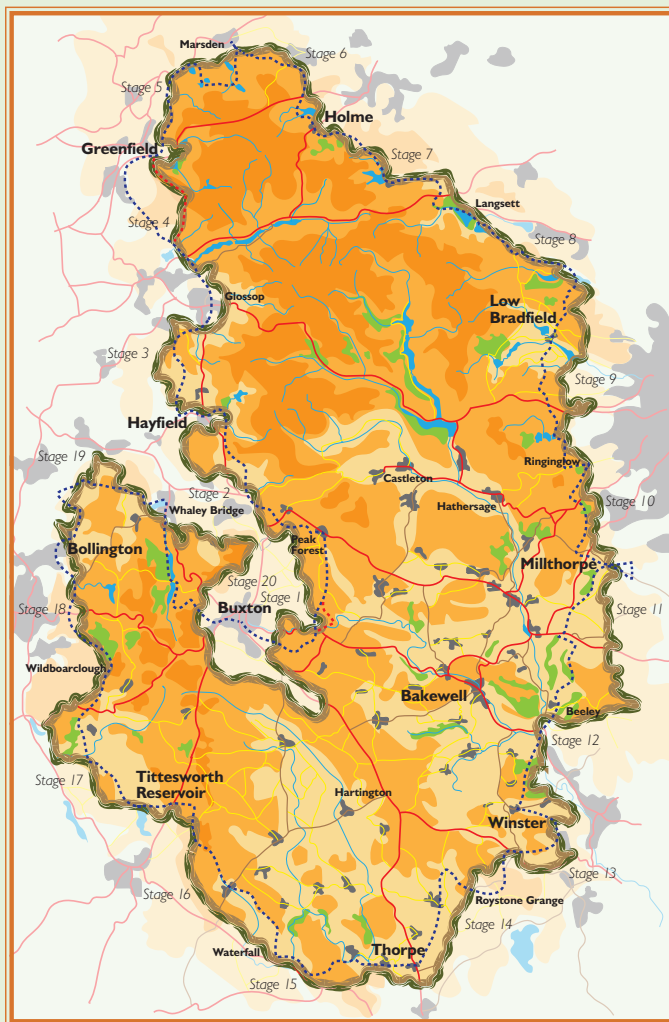 Marsden
Stage 6
Stage 5
Holme
Greenfield
Stage 7
Langsett
Stage 4
Stage 8
Glossop
Low
Bradfield
Stage 3
Stage 9
Hayfield
Ringinglow
Stage 19
Castleton
Stage 2
Hathersage
Stage 10
Whaley Bridge
Peak
Forest
Bollington
Millthorpe
Stage 20
Stage 1
Buxton
Stage 18
Stage 11
Wildboarclough
Bakewell
Beeley
Stage 12
Stage 17
Tittesworth
Reservoir
Hartington
Winster
Stage 13
Stage 16
Roystone Grange
Stage 14
Waterfall
Thorpe
Stage 15